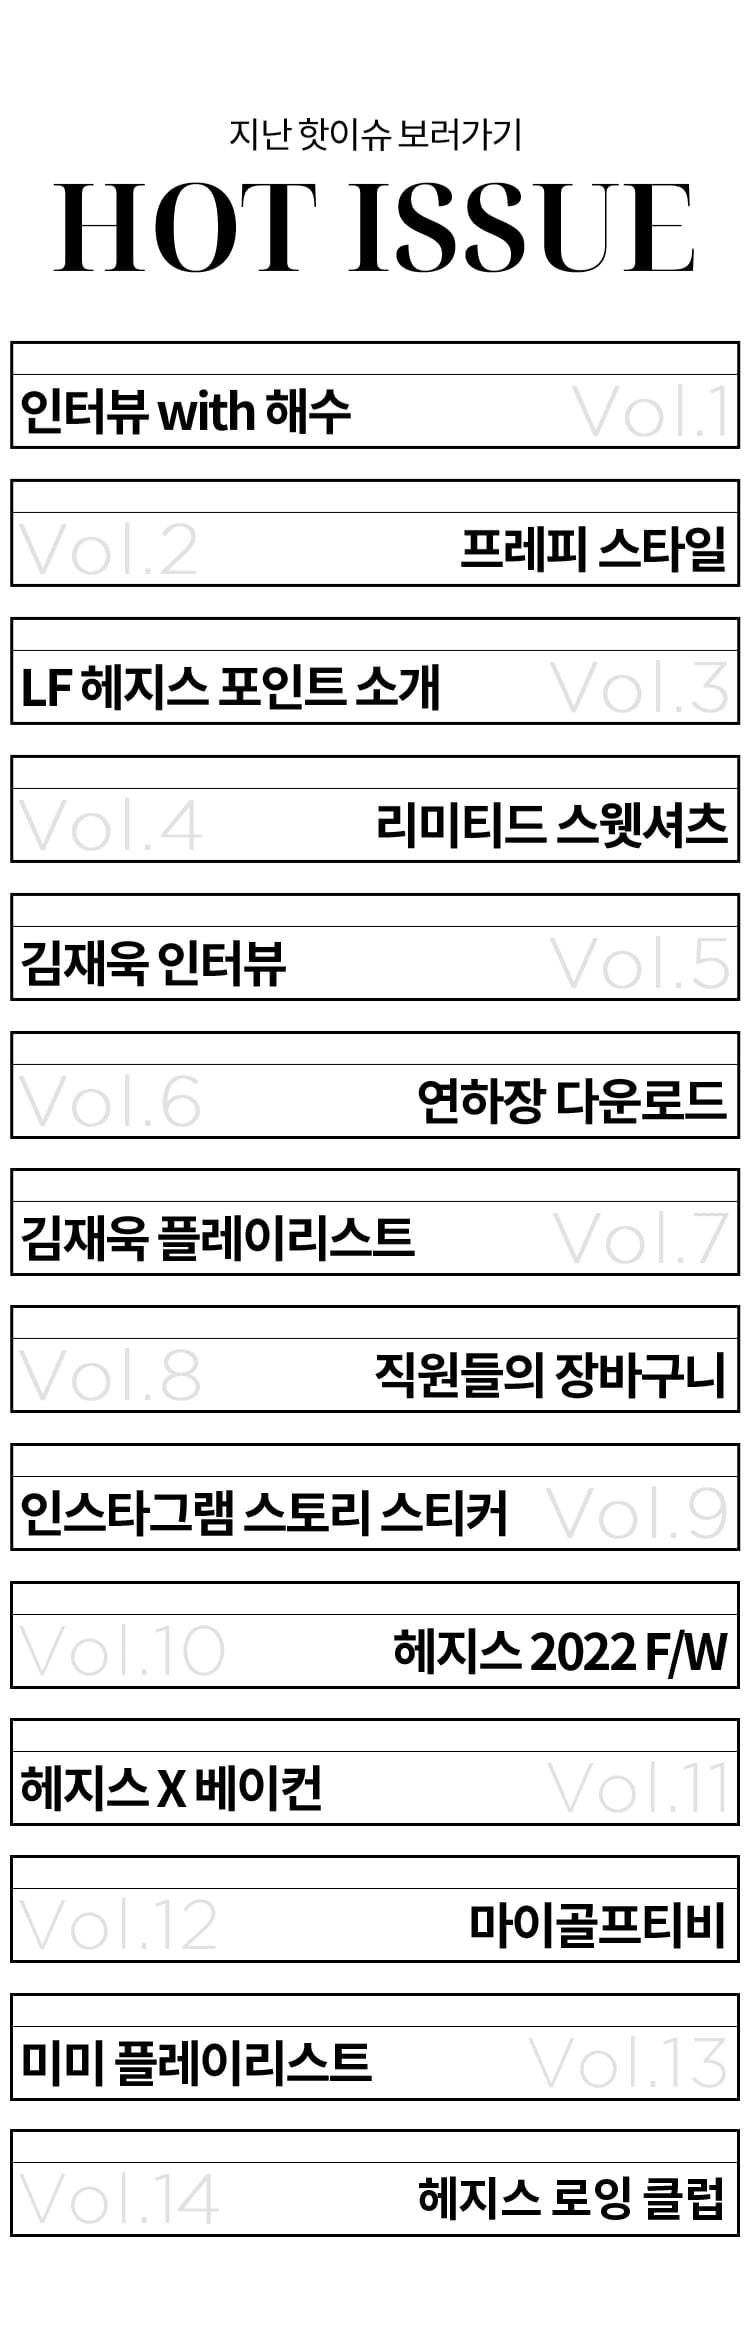 지난 핫이슈 보러가기
HOT ISSUE
인터뷰 with 해수 Vol.1
Vol.2 프레피 스타일
LF 헤지스 포인트 소개 Vol.3
Vol.4 리미티드 스웻셔츠
김재욱 인터뷰 Vol.5
Vol.6 연하장 다운로드
김재욱 플레이리스트 Vol.7
Vol.8 직원들의 장바구니
인스타그램 스토리 스티커 Vol.9
Vol.10 헤지스 2022 F/W
헤지스 X 베이컨 Vol.11
Vol.12 마이골프티비
미미 플레이리스트 Vol.13
Vol.14 헤지스 로잉 클럽